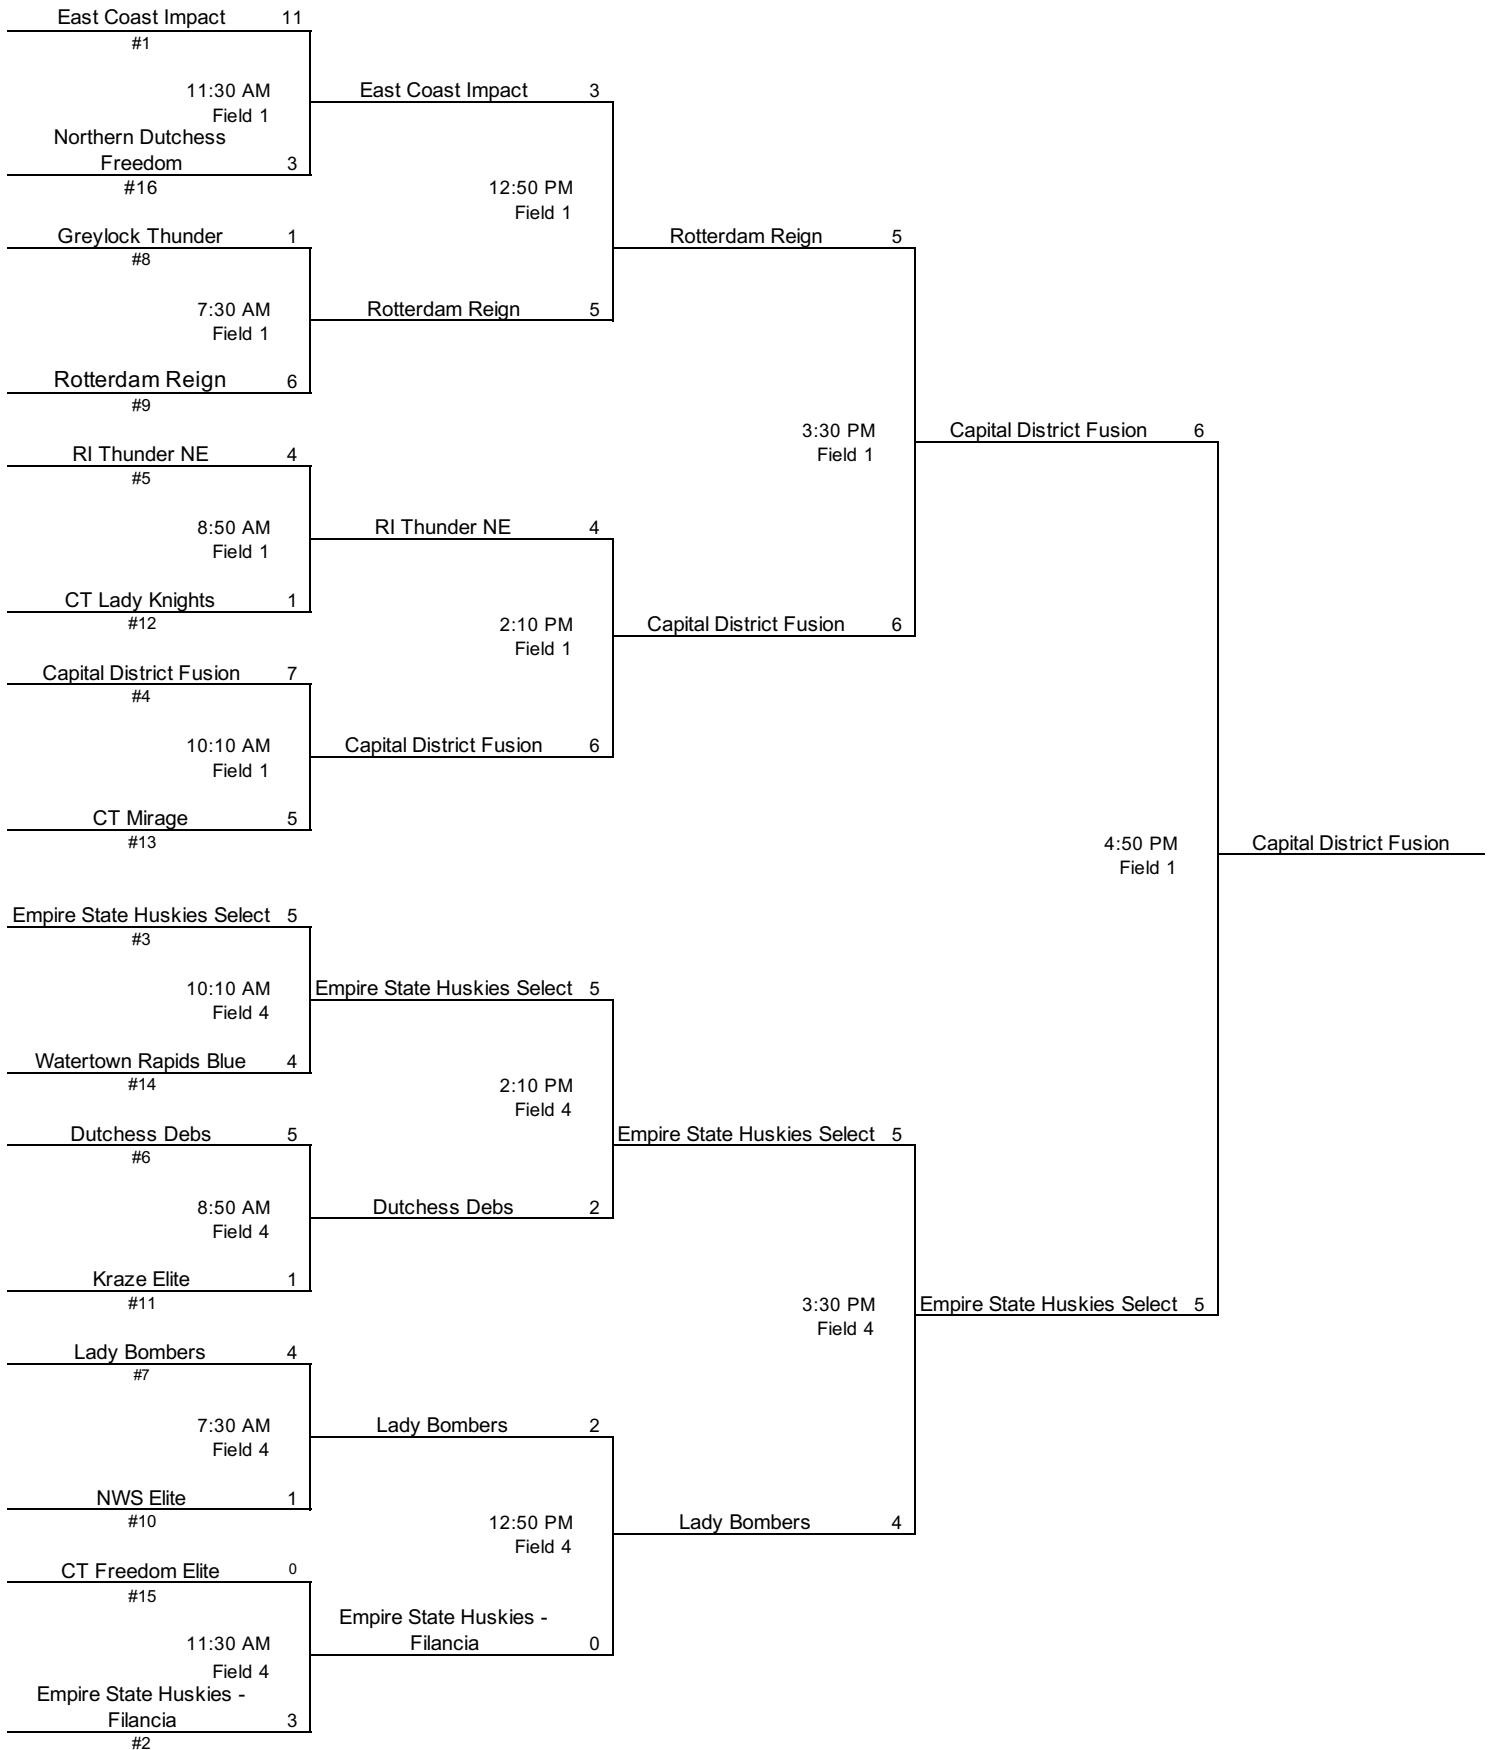 East Coast Impact 11
#1
11:30 AM
Field 1
Northern Dutchess
Freedom 3
#16
Greylock Thunder 1
#8
7:30 AM
Field 1
Rotterdam Reign 6
#9
RI Thunder NE 4
#5
8:50 AM
Field 1
CT Lady Knights 1
#12
Capital District Fusion 7
#4
10:10 AM
Field 1
CT Mirage 5
#13
Empire State Huskies Select 5
#3
10:10 AM
Field 4
Watertown Rapids Blue 4
#14
Dutchess Debs 5
#6
8:50 AM
Field 4
Kraze Elite 1
#11
Lady Bombers 4
#7
7:30 AM
Field 4
NWS Elite 1
#10
CT Freedom Elite 0
#15
11:30 AM
Field 4
Empire State Huskies -
Filancia 3
#2
East Coast Impact 3
12:50 PM
Field 1
Rotterdam Reign 5
RI Thunder NE 4
2:10 PM
Field 1
Capital District Fusion 6
Empire State Huskies Select 5
2:10 PM
Field 4
Dutchess Debs 2
Lady Bombers 2
12:50 PM
Field 4
Empire State Huskies -
Filancia 0
Rotterdam Reign 5
3:30 PM
Field 1
Capital District Fusion 6
Empire State Huskies Select 5
3:30 PM
Field 4
Lady Bombers 4
Capital District Fusion 6
4:50 PM
Field 1
Empire State Huskies Select 5
Capital District Fusion